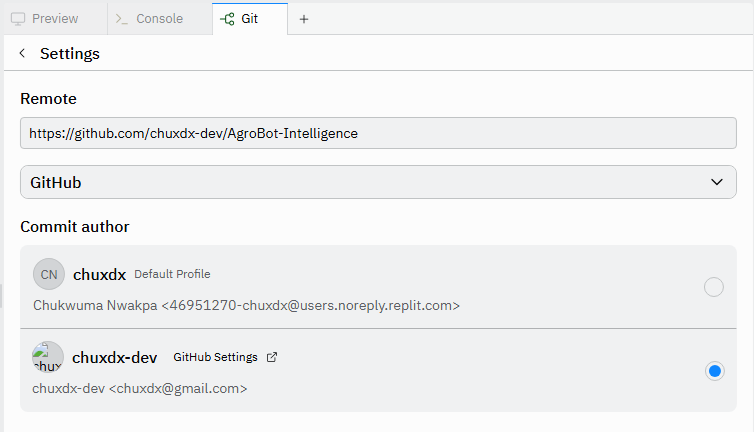 Preview
Console
Git
Settings
Remote
https://github.com/chuxdx-dev/AgroBot-Intelligence
GitHub
Commit author
CN chuxdx Default Profile
Chukwuma Nwakpa <46951270-chuxdx@users.noreply.replit.com>
chuxdx-dev GitHub Settings
chuxdx-dev <chuxdx@gmail.com>